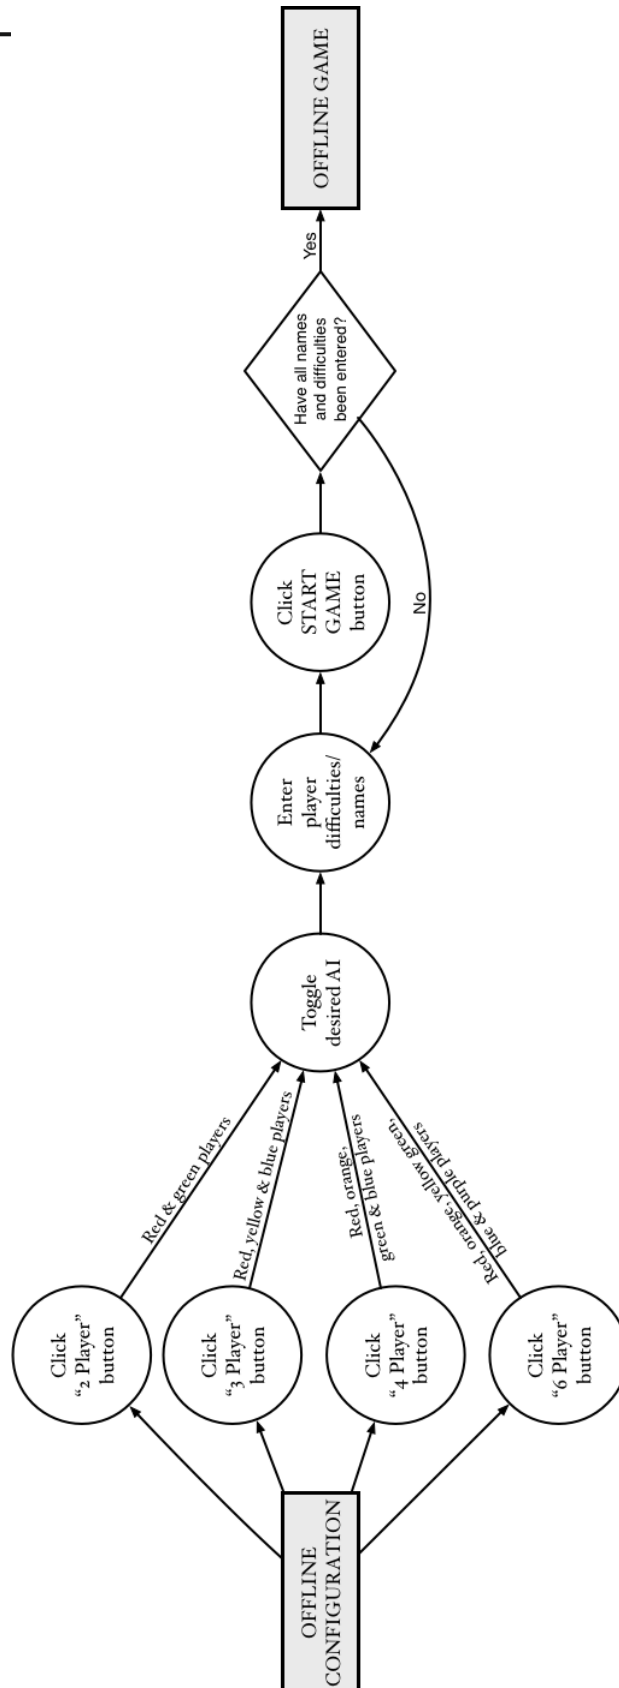 OFFLINE
CONFIGURATION
Click
“2 Player”
button
Click
“3 Player”
button
Click
“4 Player”
button
Click
“6 Player”
button
Red & green players
Red, yellow & blue players
Red, orange,
green & blue players
Red, orange, yellow green,
blue & purple players
Toggle
desired AI
Enter
player
difficulties/
names
Click
START
GAME
button
Have all names
and difficulties
been entered?
No
Yes
OFFLINE GAME